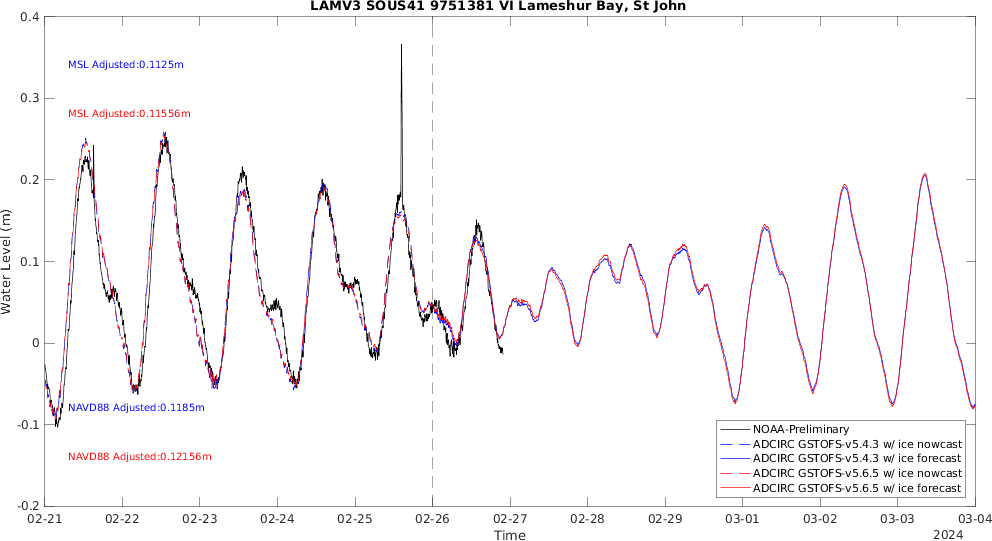 LAMV3 SOUS41 9751381 VI Lameshur Bay, St John
0.4
0.3
0.2
0.1
0
-0.1
-0.2
Water Level (m)
MSL Adjusted:0.1125m
MSL Adjusted:0.11556m
NAVD88 Adjusted:0.1185m
NAVD88 Adjusted:0.12156m
NOAA-Preliminary
ADCIRC GSTOFS-v5.4.3 w/ ice nowcast
ADCIRC GSTOFS-v5.4.3 w/ ice forecast
ADCIRC GSTOFS-v5.6.5 w/ ice nowcast
ADCIRC GSTOFS-v5.6.5 w/ ice forecast
02-21 02-22 02-23 02-24 02-25 02-26 02-27 02-28 02-29 03-01 03-02 03-03 03-04
Time
2024